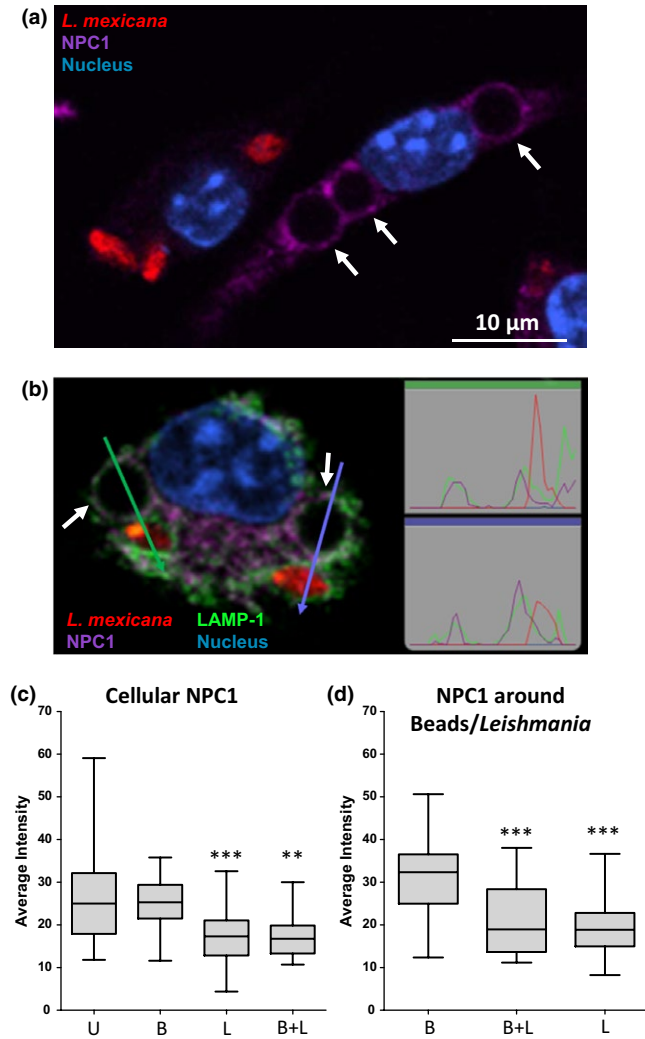 (a)
L. mexicana
NPC1
Nucleus
10 µm
(b)
L. mexicana LAMP-1
NPC1 Nucleus
(c) Cellular NPC1
Average Intensity
70
60
50
40
30
20
10
0
*** **
U B L B+L
(d) NPC1 around
Beads/Leishmania
Average Intensity
70
60
50
40
30
20
10
0
*** ***
B B+L L